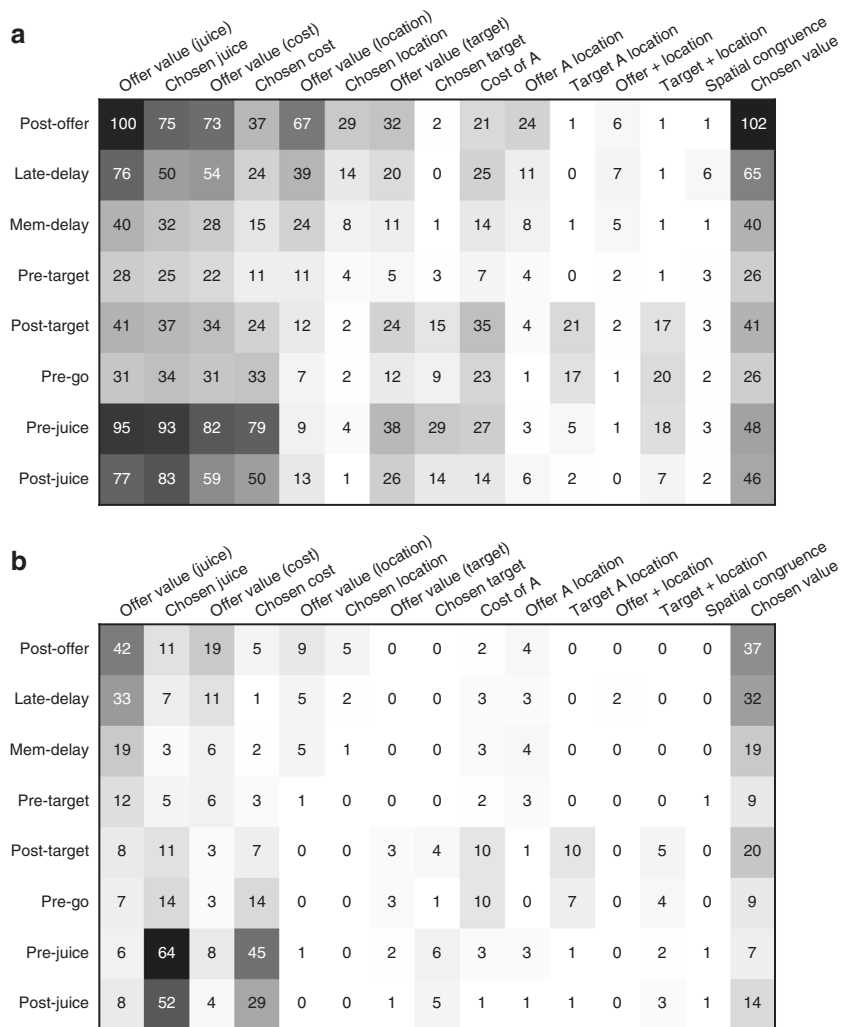 a
Offer value (juice)
Chosen juice
Offer value (cost)
Chosen cost
Offer value (location)
Chosen location
Offer value (target)
Chosen target
Cost of A
Offer A location
Target A location
Offer + location
Target + location
Spatial congruence
Chosen value
Post-offer 100 75 73 37 67 29 32 2 21 24 1 6 1 1 102
Late-delay 76 50 54 24 39 14 20 0 25 11 0 7 1 6 65
Mem-delay 40 32 28 15 24 8 11 1 14 8 1 5 1 1 40
Pre-target 28 25 22 11 11 4 5 3 7 4 0 2 1 3 26
Post-target 41 37 34 24 12 2 24 15 35 4 21 2 17 3 41
Pre-go 31 34 31 33 7 2 12 9 23 1 17 1 20 2 26
Pre-juice 95 93 82 79 9 4 38 29 27 3 5 1 18 3 48
Post-juice 77 83 59 50 13 1 26 14 14 6 2 0 7 2 46
b
Offer value (juice)
Chosen juice
Offer value (cost)
Chosen cost
Offer value (location)
Chosen location
Offer value (target)
Chosen target
Cost of A
Offer A location
Target A location
Offer + location
Target + location
Spatial congruence
Chosen value
Post-offer 42 11 19 5 9 5 0 0 2 4 0 0 0 0 37
Late-delay 33 7 11 1 5 2 0 0 3 3 0 2 0 0 32
Mem-delay 19 3 6 2 5 1 0 0 3 4 0 0 0 0 19
Pre-target 12 5 6 3 1 0 0 0 2 3 0 0 0 1 9
Post-target 8 11 3 7 0 0 3 4 10 1 10 0 5 0 20
Pre-go 7 14 3 14 0 0 3 1 10 0 7 0 4 0 9
Pre-juice 6 64 8 45 1 0 2 6 3 3 1 0 2 1 7
Post-juice 8 52 4 29 0 0 1 5 1 1 1 0 3 1 14